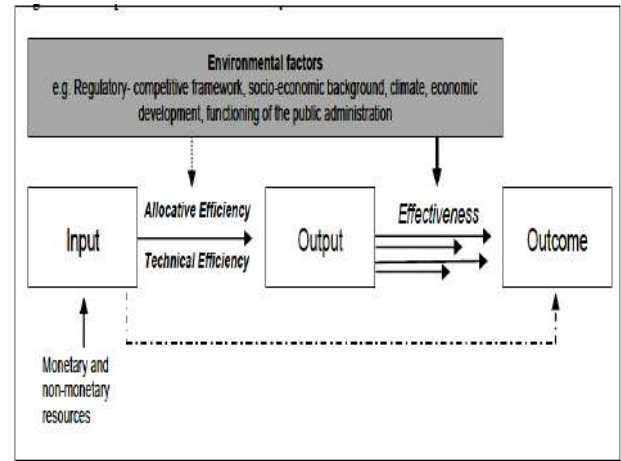 Environmental factors
e.g. Regulatory- competitive framework, socio-economic background, climate, economic
development, functioning of the public administration
Allocative Efficiency
Effectiveness
Input
Output
Outcome
Technical Efficiency
Monetary and
non-monetary
resources